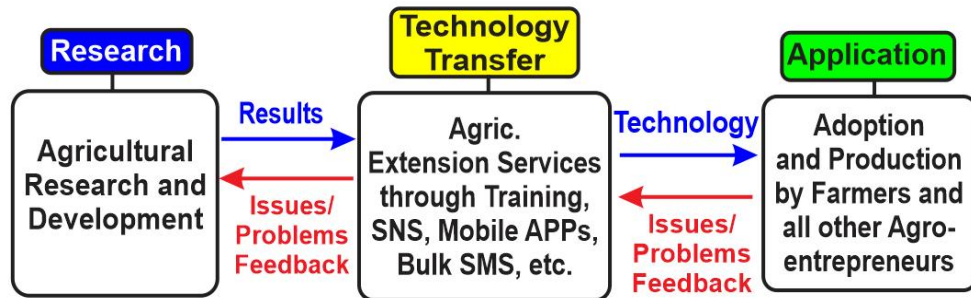 Research
Agricultural
Research and
Development
Results
Issues/
Problems
Feedback
Technology
Transfer
Agric.
Extension Services
through Training,
SNS, Mobile APPs,
Bulk SMS, etc.
Technology
Issues/
Problems
Feedback
Application
Adoption
and Production
by Farmers and
all other Agro-
entrepreneurs